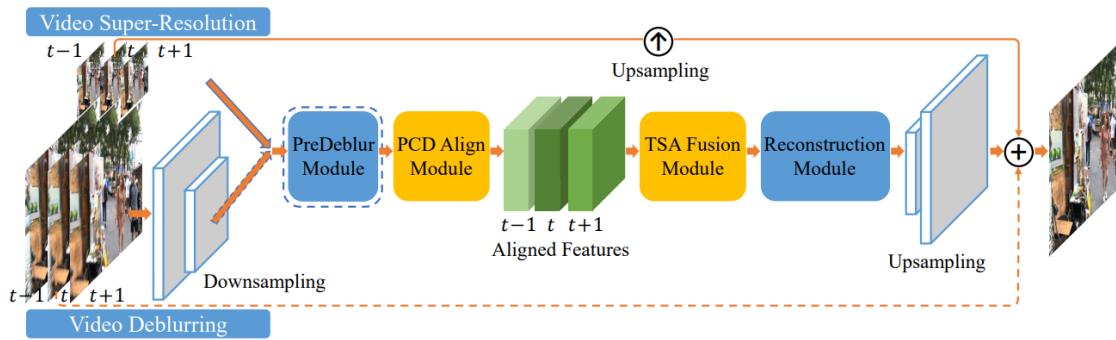 Video Super-Resolution
t−1 t t+1
Upsampling
PreDeblur
Module
PCD Align
Module
t−1 t t+1
Aligned Features
TSA Fusion
Module
Reconstruction
Module
Upsampling
Downsampling
t−1 t t+1
Video Deblurring